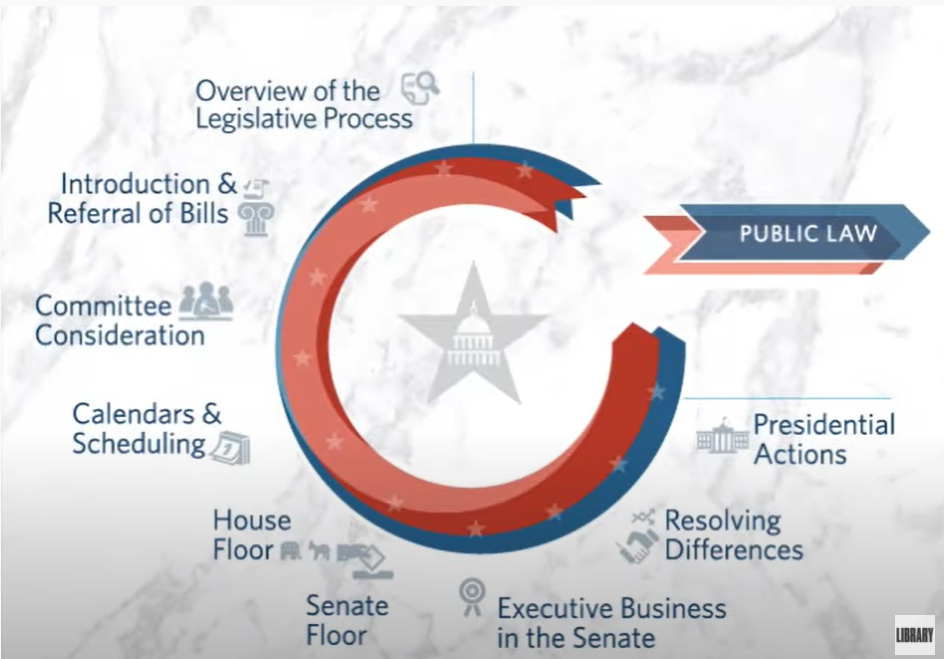 Overview of the
Legislative Process
Introduction &
Referral of Bills
Committee
Consideration
Calendars &
Scheduling
House
Floor
Senate
Floor
Executive Business
in the Senate
Resolving
Differences
Presidential
Actions
PUBLIC LAW
LIBRARY